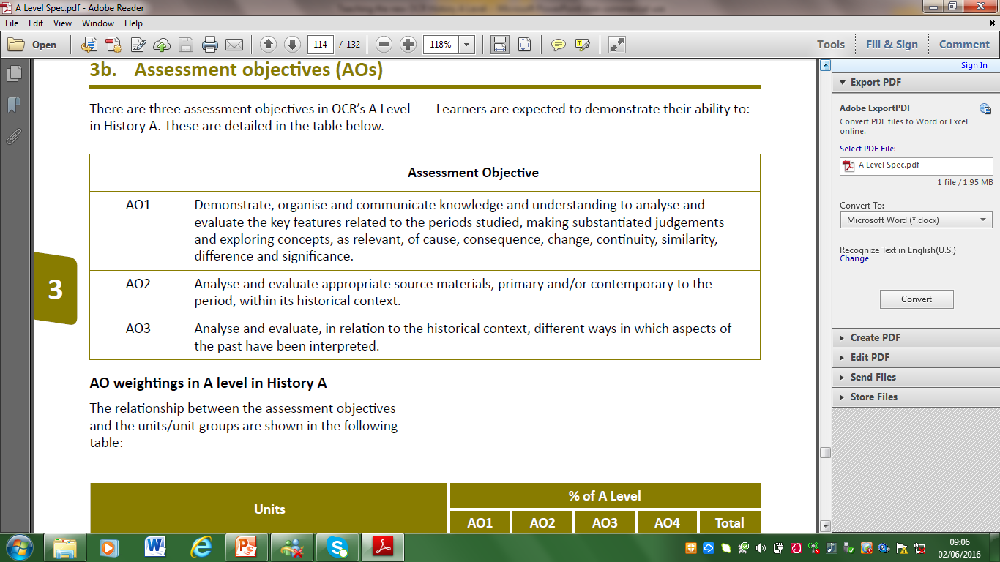 A Level Spec.pdf - Adobe Reader
File Edit View Window Help
Open 114 / 132 118% Tools Fill & Sign Comment
Sign In
3b. Assessment objectives (AOs)
There are three assessment objectives in OCR's A Level
in History A. These are detailed in the table below.
Learners are expected to demonstrate their ability to:
Assessment Objective
AO1
Demonstrate, organise and communicate knowledge and understanding to analyse and
evaluate the key features related to the periods studied, making substantiated judgements
and exploring concepts, as relevant, of cause, consequence, change, continuity, similarity,
difference and significance.
AO2
Analyse and evaluate appropriate source materials, primary and/or contemporary to the
period, within its historical context.
AO3
Analyse and evaluate, in relation to the historical context, different ways in which aspects of
the past have been interpreted.
3
AO weightings in A level in History A
The relationship between the assessment objectives
and the units/unit groups are shown in the following
table:
Units
% of A Level
AO1 AO2 AO3 AO4 Total
Export PDF
Adobe ExportPDF
Convert PDF files to Word or Excel
online.
Select PDF File:
A Level Spec.pdf
1 file / 1.95 MB
Convert To:
Microsoft Word (*.docx)
Recognize Text in English(U.S.)
Change
Convert
Create PDF
Edit PDF
Send Files
Store Files
09:06
02/06/2016